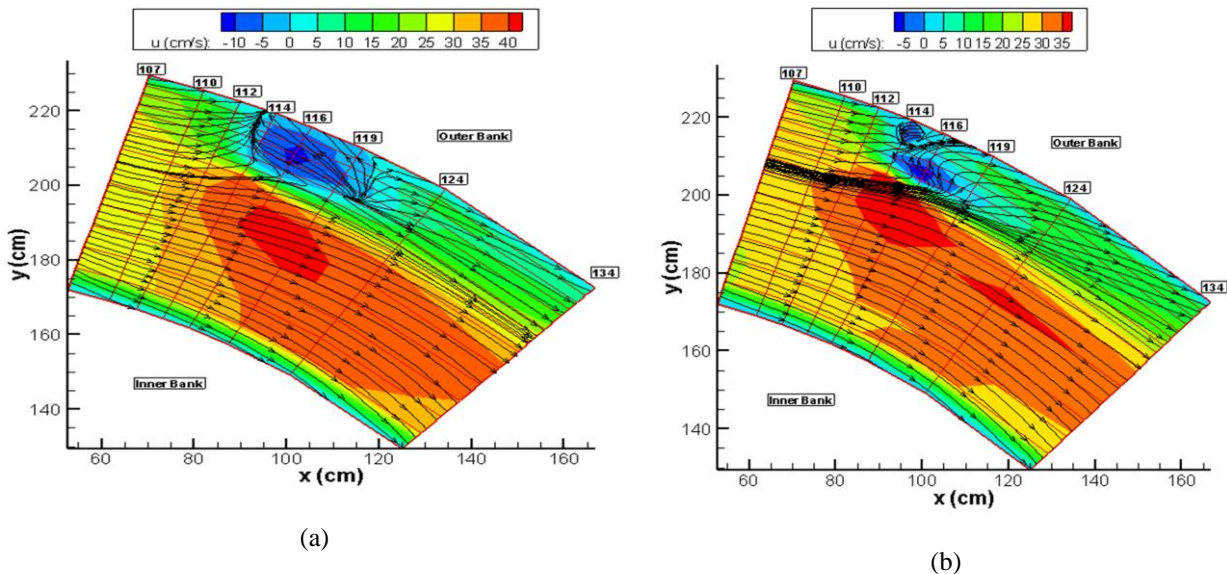 u (cm/s): -10 -5 0 5 10 15 20 25 30 35 40
107
110
112
114
116
119
124
134
Outer Bank
Inner Bank
220
200
180
160
140
y (cm)
60 80 100 120 140 160
x (cm)
(a)
u (cm/s): -5 0 5 10 15 20 25 30 35
107
110
112
114
116
119
124
134
Outer Bank
Inner Bank
220
200
180
160
140
y (cm)
60 80 100 120 140 160
x (cm)
(b)